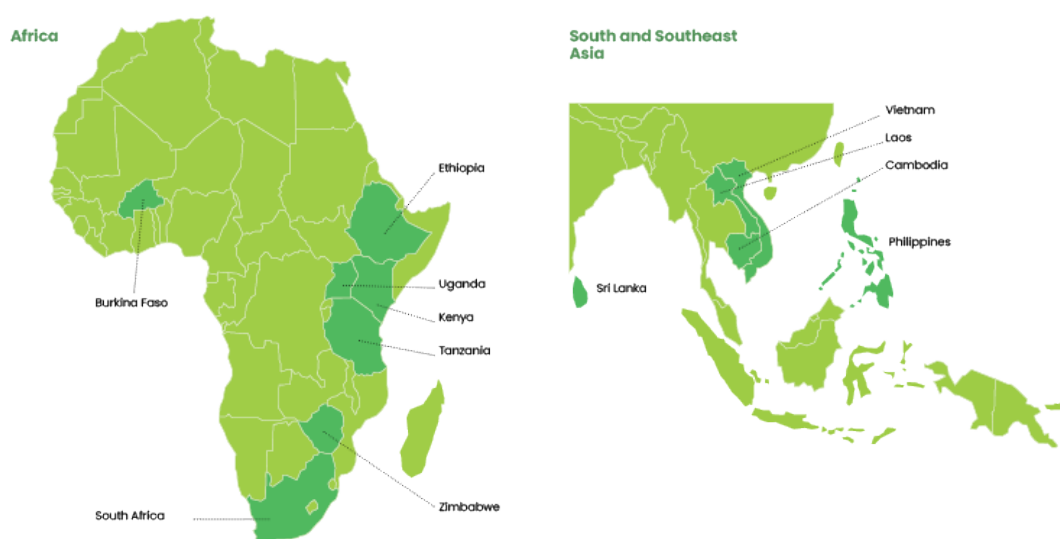 Africa
Ethiopia
Uganda
Burkina Faso
Kenya
Tanzania
Zimbabwe
South Africa
South and Southeast
Asia
Vietnam
Laos
Cambodia
Philippines
Sri Lanka